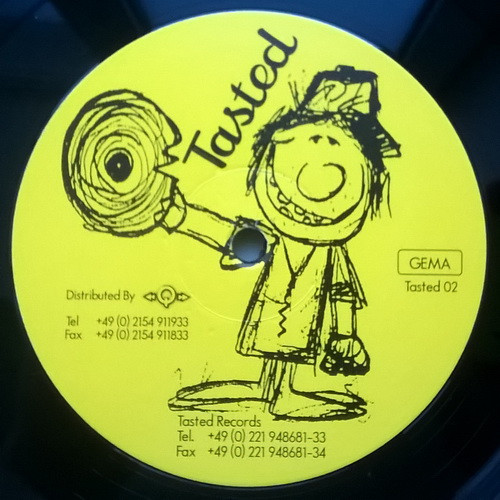 Tasted
GEMA
Tasted 02
Distributed By
Tel +49 (0) 2154 911933
Fax +49 (0) 2154 911833
Tasted Records
Tel. +49 (0) 221 948681-33
Fax +49 (0) 221 948681-34